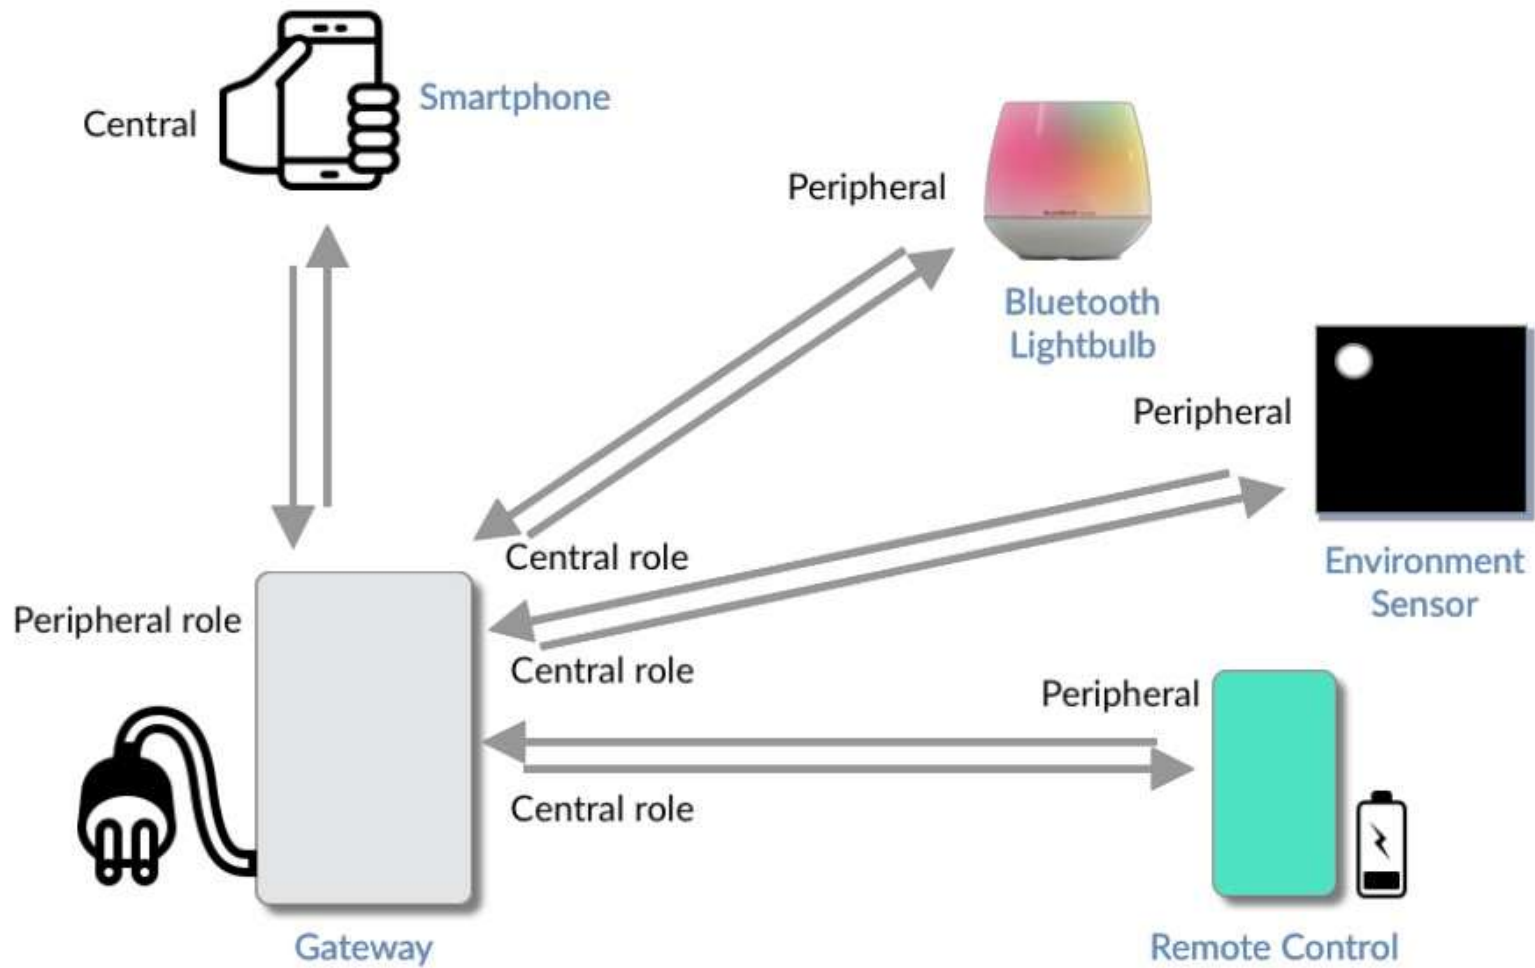 Central
Smartphone
Peripheral
Bluetooth
Lightbulb
Peripheral
Environment
Sensor
Central role
Peripheral role
Central role
Peripheral
Central role
Gateway
Remote Control